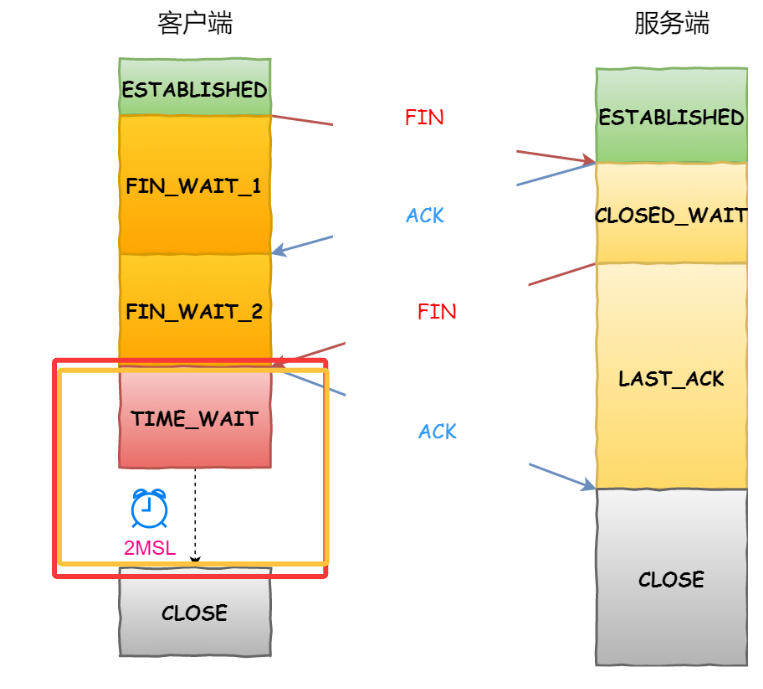 客户端
服务端
ESTABLISHED
FIN
ESTABLISHED
FIN_WAIT_1
ACK
CLOSED_WAIT
FIN_WAIT_2
FIN
LAST_ACK
TIME_WAIT
ACK
2MSL
CLOSE
CLOSE